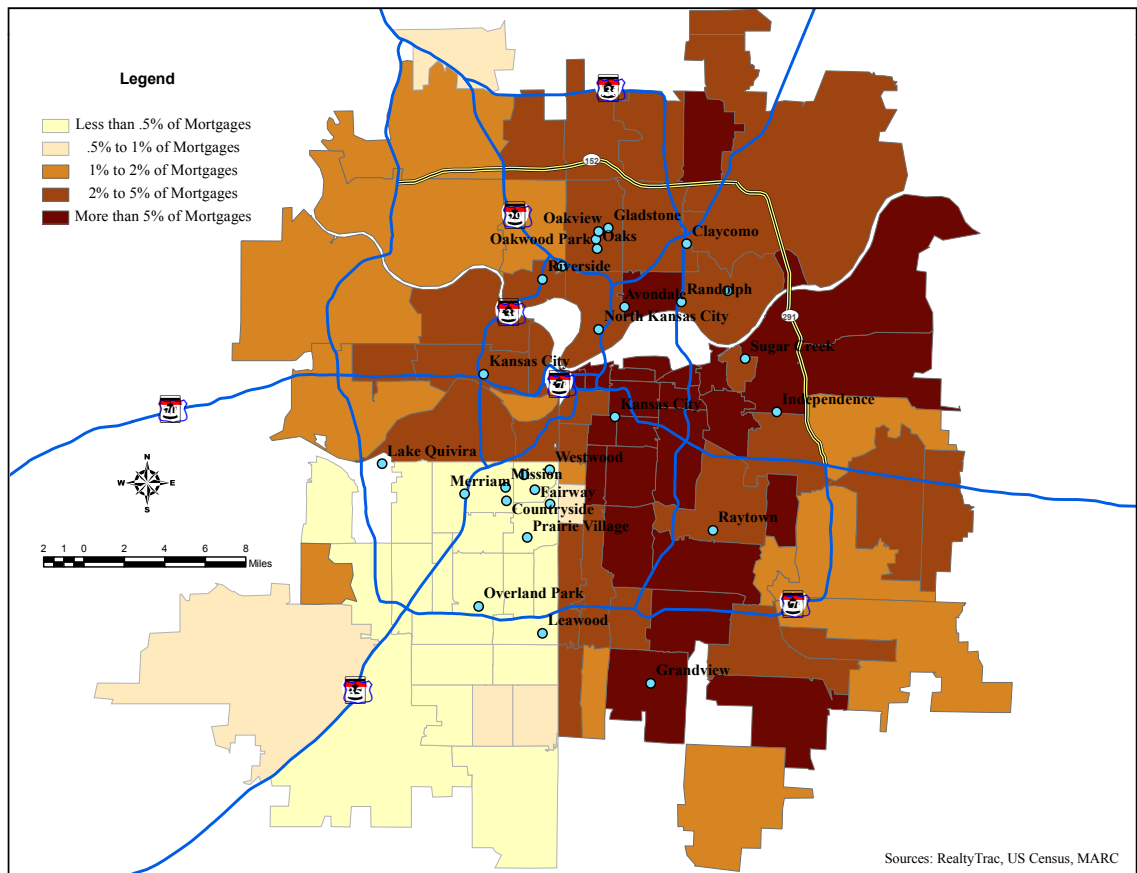 Legend
Less than .5% of Mortgages
.5% to 1% of Mortgages
1% to 2% of Mortgages
2% to 5% of Mortgages
More than 5% of Mortgages
152
Oakview
Gladstone
Oakwood Park
Oaks
Claycomo
Riverside
Avondale
Randolph
North Kansas City
291
Sugar Creek
Kansas City
Kansas City
Independence
N
W E
S
Lake Quivira
Westwood
Merriam
Mission
Fairway
Countryside
Prairie Village
Raytown
2 1 0 2 4 6 8
Miles
Overland Park
Leawood
Grandview
Sources: RealtyTrac, US Census, MARC